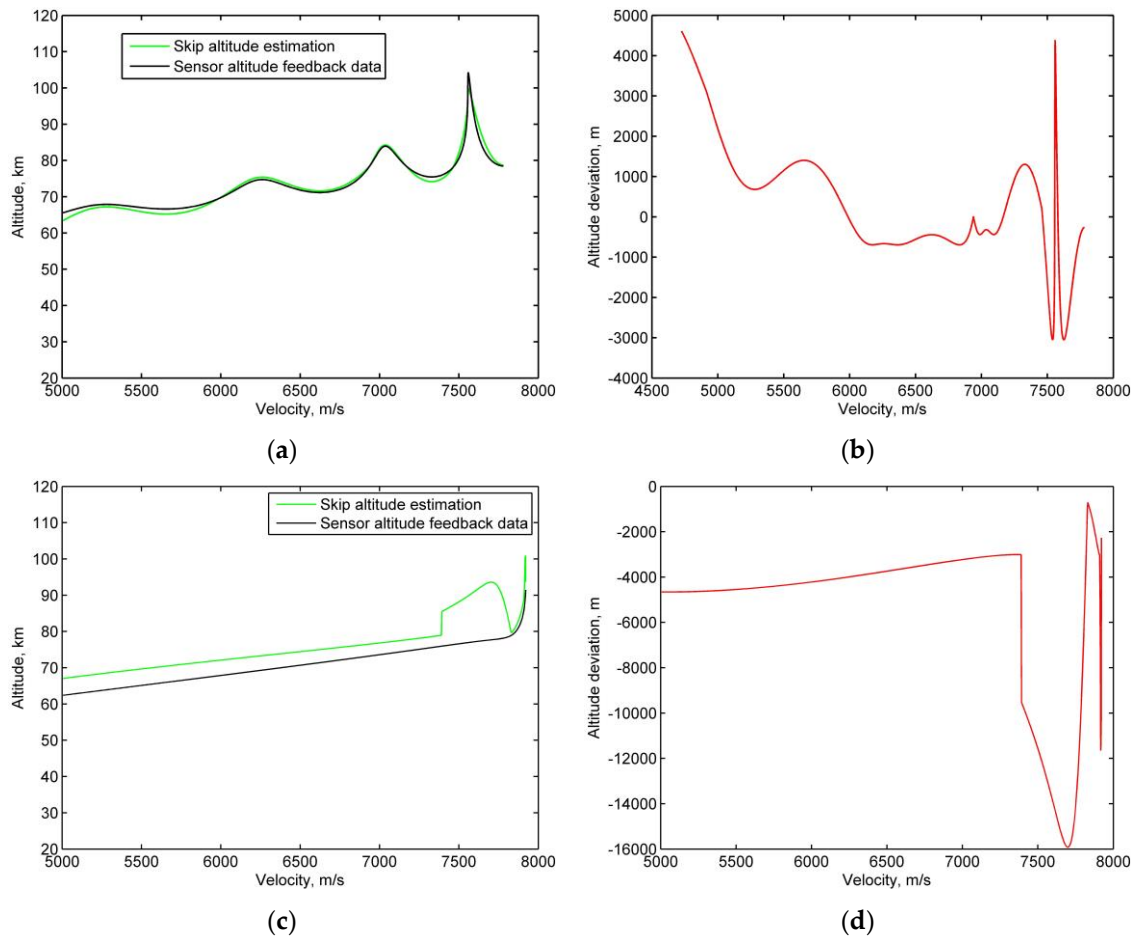 120
110
100
90
80
70
60
50
40
30
20
Altitude, km
Skip altitude estimation
Sensor altitude feedback data
5000 5500 6000 6500 7000 7500 8000
Velocity, m/s
(a)
5000
4000
3000
2000
1000
0
-1000
-2000
-3000
-4000
Altitude deviation, m
4500 5000 5500 6000 6500 7000 7500 8000
Velocity, m/s
(b)
120
110
100
90
80
70
60
50
40
30
20
Altitude, km
Skip altitude estimation
Sensor altitude feedback data
5000 5500 6000 6500 7000 7500 8000
Velocity, m/s
(c)
0
-2000
-4000
-6000
-8000
-10000
-12000
-14000
-16000
Altitude deviation, m
5000 5500 6000 6500 7000 7500 8000
Velocity, m/s
(d)